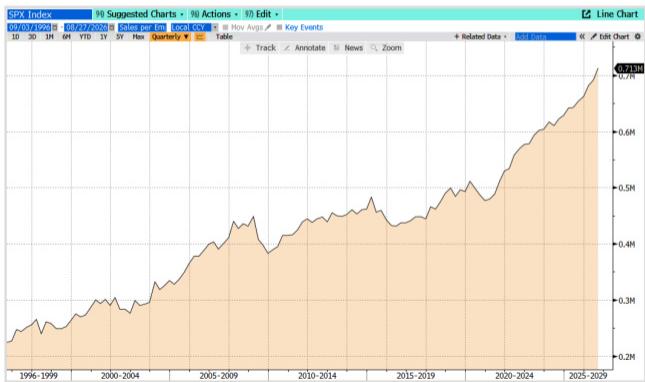 SPX Index 99) Suggested Charts 98) Actions 97) Edit Line Chart
09/03/1996 - 08/27/2026 Sales per Em Local CCY Mov Avgs Key Events
1D 3D 1M 6M YTD 1Y 5Y Max Quarterly ▼ Table + Related Data Add Data « Edit Chart
+ Track Annotate News Zoom
0.713M
0.7M
0.6M
0.5M
0.4M
0.3M
0.2M
1996-1999 2000-2004 2005-2009 2010-2014 2015-2019 2020-2024 2025-2029